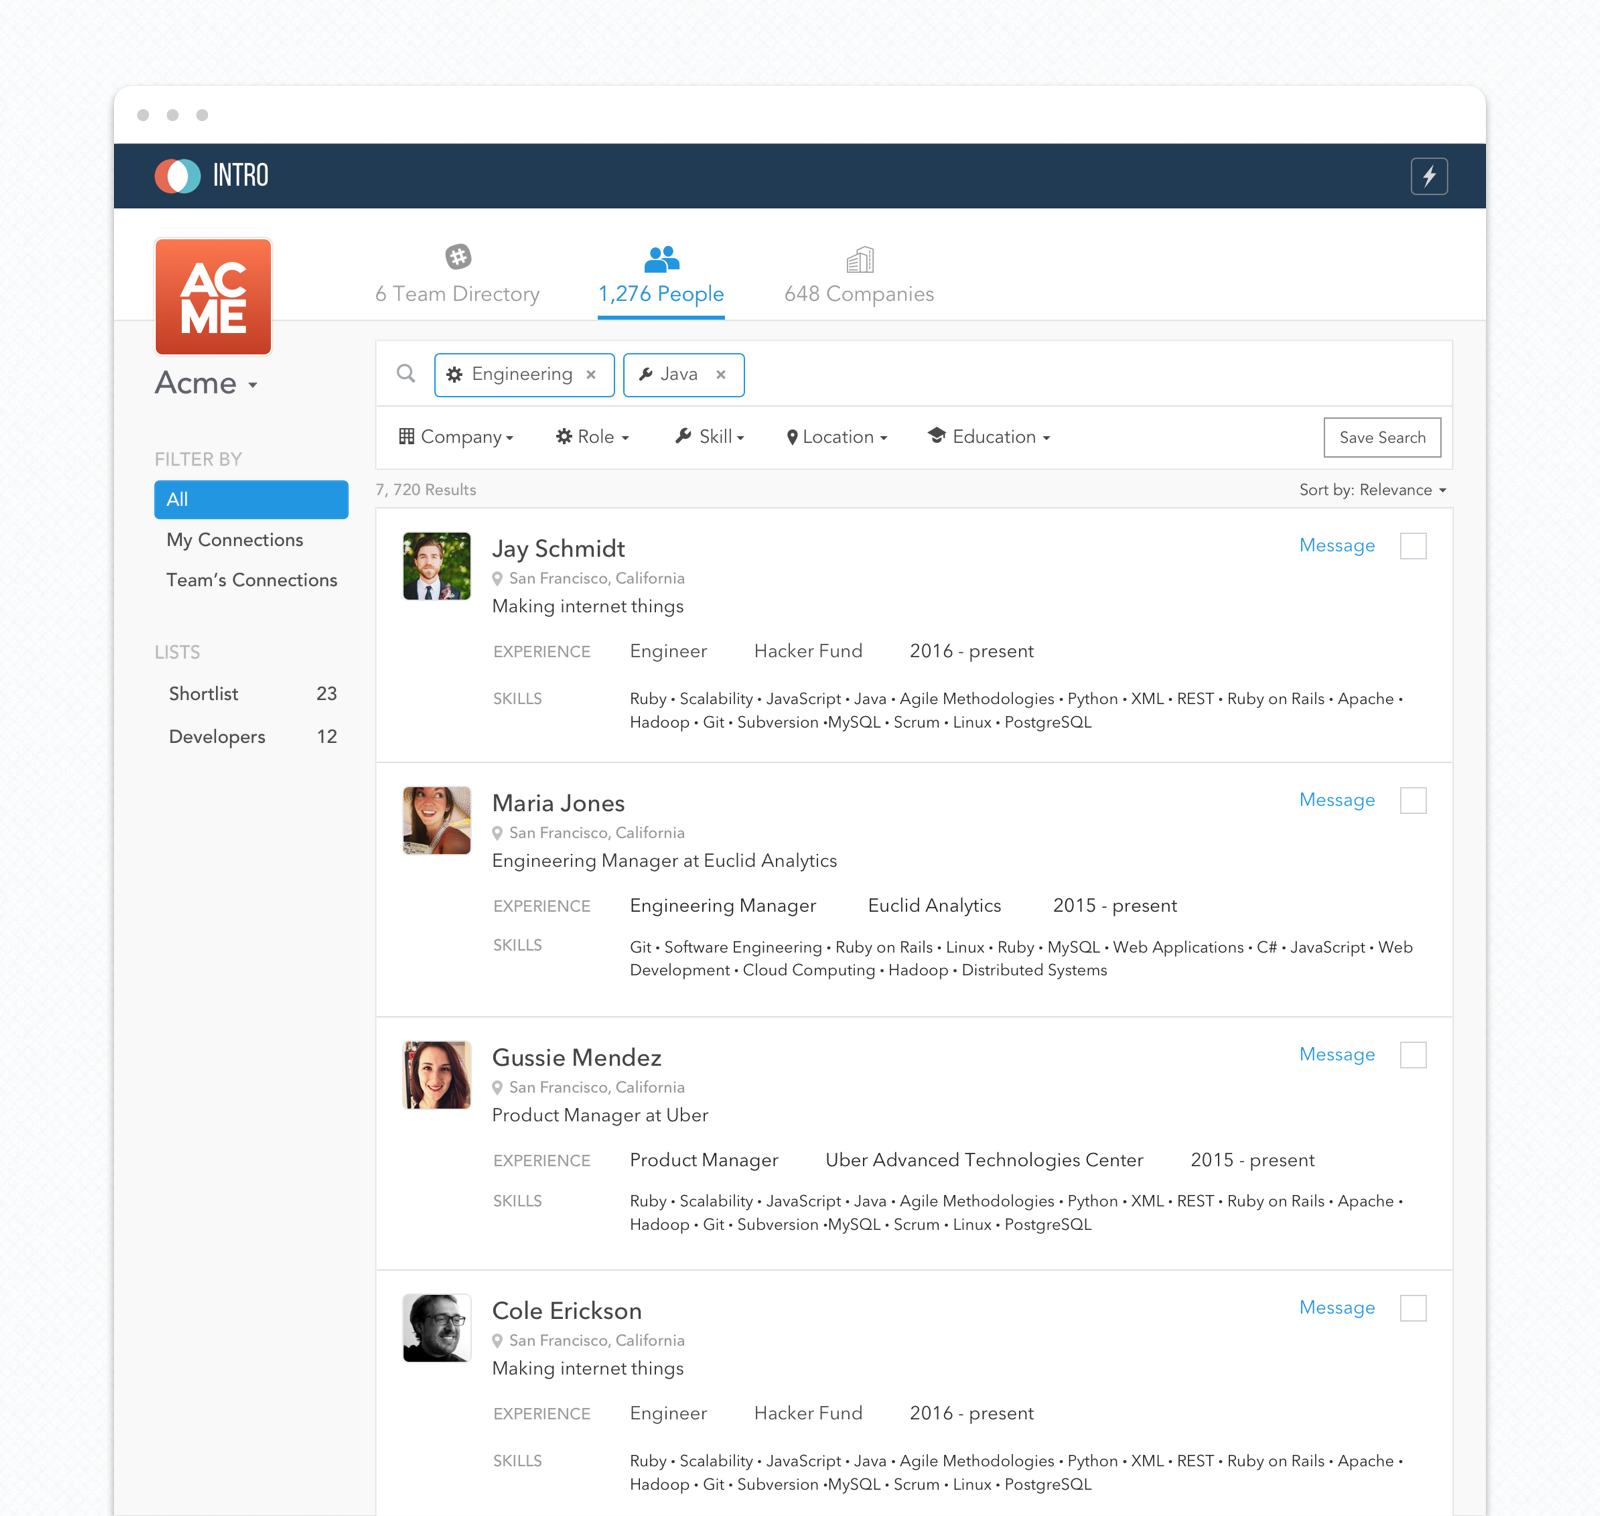 INTRO
AC
ME
Acme
6 Team Directory
1,276 People
648 Companies
Engineering ×
Java ×
Company
Role
Skill
Location
Education
Save Search
FILTER BY
All
My Connections
Team’s Connections
LISTS
Shortlist 23
Developers 12
7, 720 Results
Sort by: Relevance
Jay Schmidt
Message
San Francisco, California
Making internet things
EXPERIENCE Engineer Hacker Fund 2016 - present
SKILLS Ruby • Scalability • JavaScript • Java • Agile Methodologies • Python • XML • REST • Ruby on Rails • Apache •
Hadoop • Git • Subversion •MySQL • Scrum • Linux • PostgreSQL
Maria Jones
Message
San Francisco, California
Engineering Manager at Euclid Analytics
EXPERIENCE Engineering Manager Euclid Analytics 2015 - present
SKILLS Git • Software Engineering • Ruby on Rails • Linux • Ruby • MySQL • Web Applications • C# • JavaScript • Web
Development • Cloud Computing • Hadoop • Distributed Systems
Gussie Mendez
Message
San Francisco, California
Product Manager at Uber
EXPERIENCE Product Manager Uber Advanced Technologies Center 2015 - present
SKILLS Ruby • Scalability • JavaScript • Java • Agile Methodologies • Python • XML • REST • Ruby on Rails • Apache •
Hadoop • Git • Subversion •MySQL • Scrum • Linux • PostgreSQL
Cole Erickson
Message
San Francisco, California
Making internet things
EXPERIENCE Engineer Hacker Fund 2016 - present
SKILLS Ruby • Scalability • JavaScript • Java • Agile Methodologies • Python • XML • REST • Ruby on Rails • Apache •
Hadoop • Git • Subversion •MySQL • Scrum • Linux • PostgreSQL